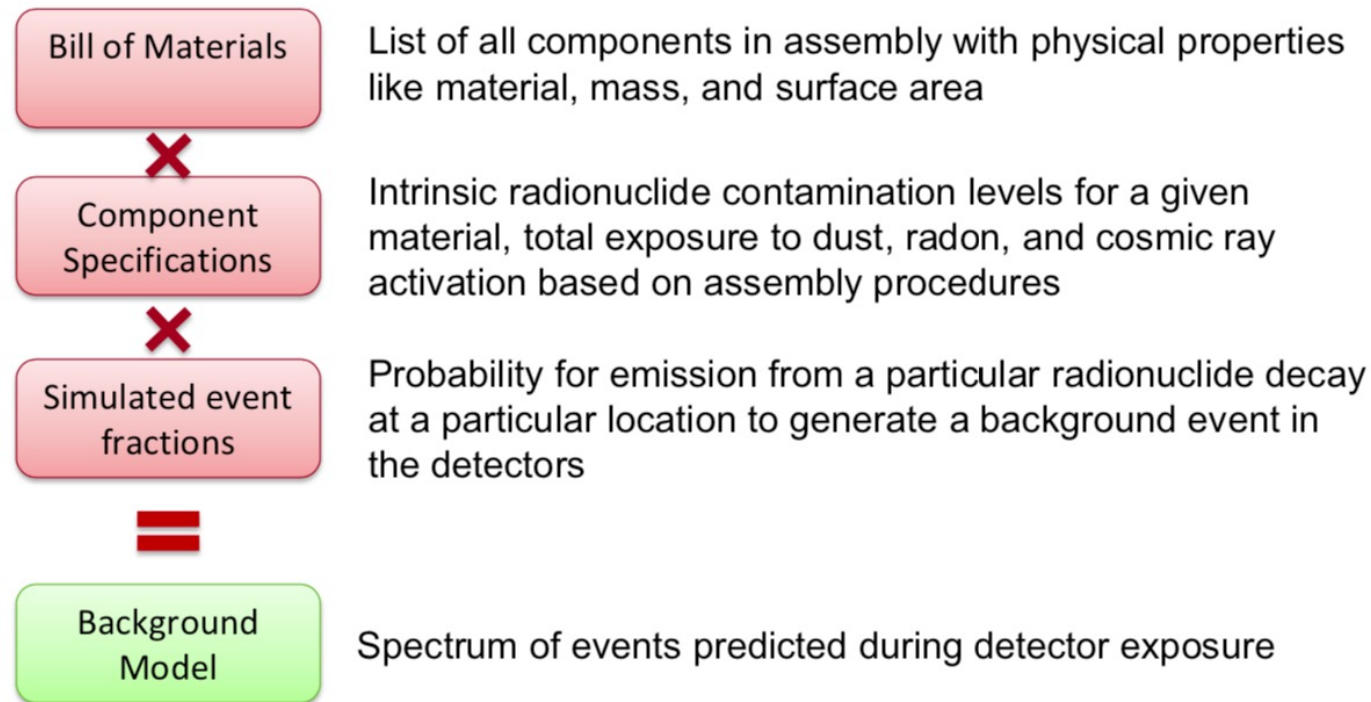 Bill of Materials
List of all components in assembly with physical properties
like material, mass, and surface area
×
Component
Specifications
Intrinsic radionuclide contamination levels for a given
material, total exposure to dust, radon, and cosmic ray
activation based on assembly procedures
×
Simulated event
fractions
Probability for emission from a particular radionuclide decay
at a particular location to generate a background event in
the detectors
=
Background
Model
Spectrum of events predicted during detector exposure